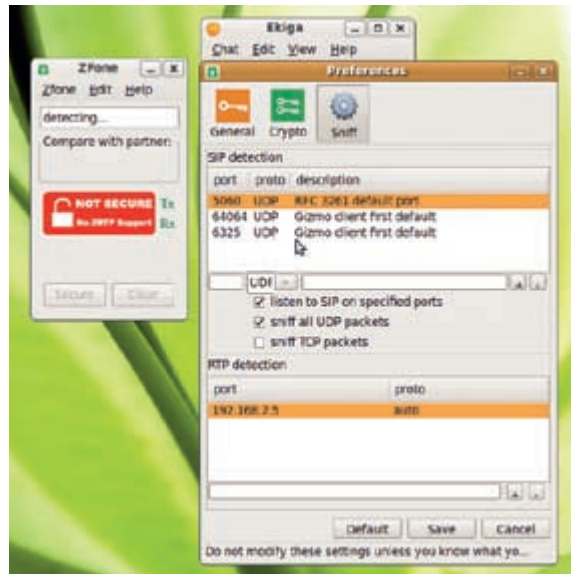 ZFone
Zfone Edit Help
detecting...
Compare with partner:
NOT SECURE
No ZRTP Support
Tx
Rx
Secure Clear
Ekiga
Chat Edit View Help
Preferences
General Crypto Sniff
SIP detection
port proto description
5060 UDP RFC 3261 default port
64064 UDP Gizmo client first default
6325 UDP Gizmo client first default
UDP
listen to SIP on specified ports
sniff all UDP packets
sniff TCP packets
RTP detection
port proto
192.168.2.5 auto
Default Save Cancel
Do not modify these settings unless you know what yo...